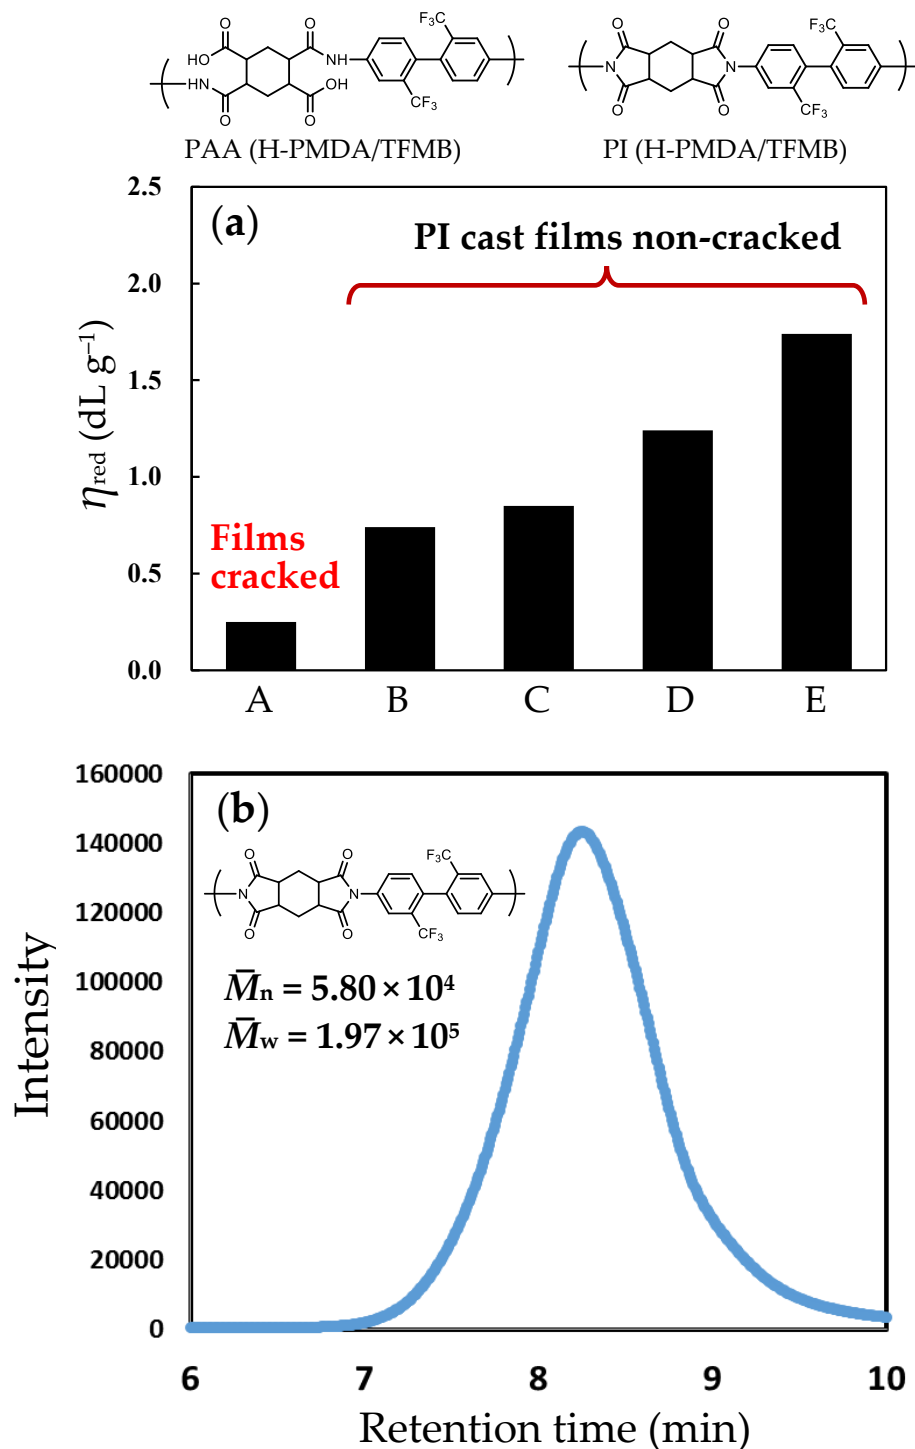 O
HO
O
NH
F₃C
HN
O
OH
O
CF₃
PAA (H-PMDA/TFMB)
O
O
N
N
O
O
F₃C
CF₃
PI (H-PMDA/TFMB)
(a)
PI cast films non-cracked
Films
cracked
ηred (dL g⁻¹)
2.5
2.0
1.5
1.0
0.5
0.0
A B C D E
(b)
O
O
N
N
O
O
F₃C
CF₃
M̄n = 5.80 × 10⁴
M̄w = 1.97 × 10⁵
Intensity
160000
140000
120000
100000
80000
60000
40000
20000
0
6 7 8 9 10
Retention time (min)